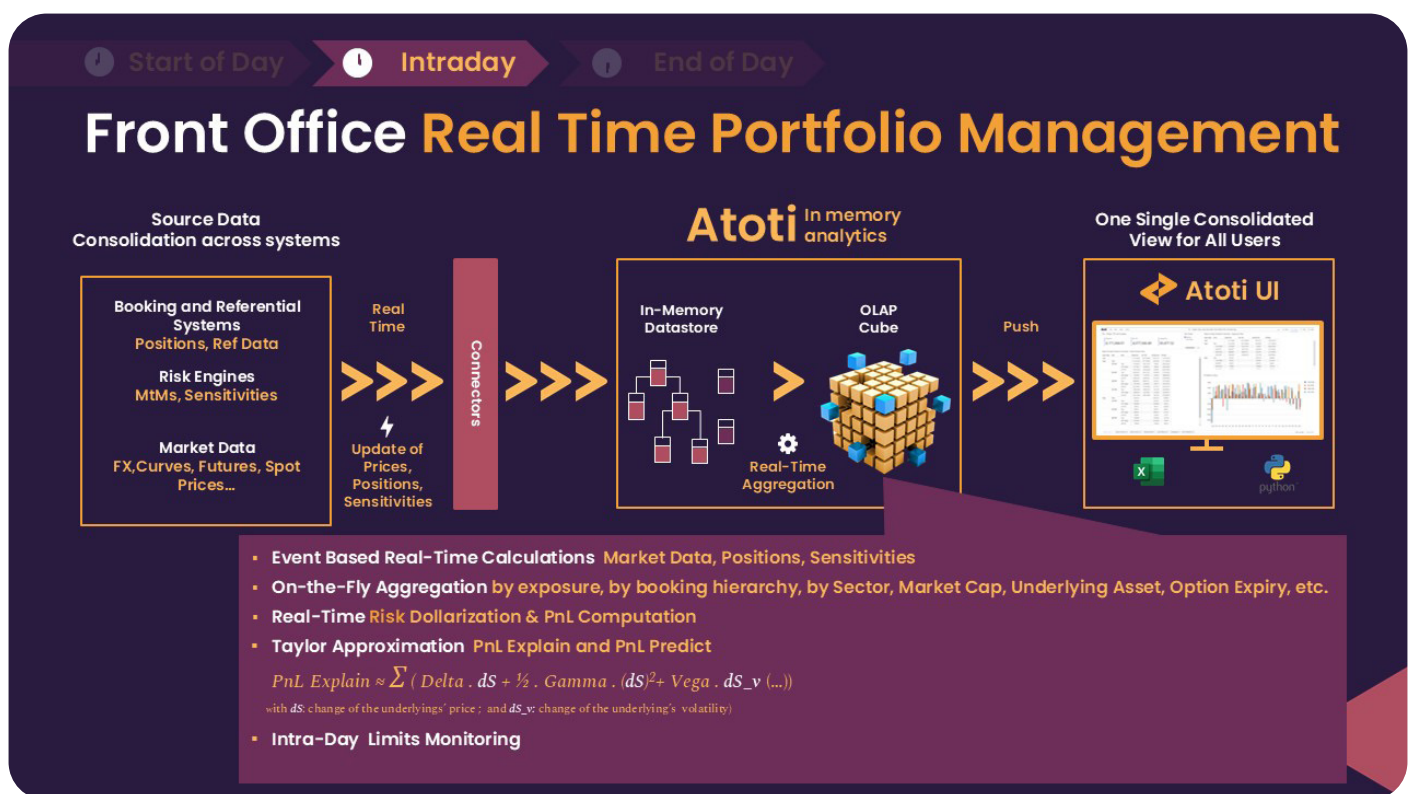 Start of Day
Intraday
End of Day
Front Office Real Time Portfolio Management
Source Data
Consolidation across systems
Booking and Referential
Systems
Positions, Ref Data
Risk Engines
MtMs, Sensitivities
Market Data
FX,Curves, Futures, Spot
Prices...
Real
Time
Update of
Prices,
Positions,
Sensitivities
Connectors
Atoti In memory
analytics
In-Memory
Datastore
OLAP
Cube
Real-Time
Aggregation
Push
One Single Consolidated
View for All Users
Atoti UI
X
python
▪ Event Based Real-Time Calculations Market Data, Positions, Sensitivities
▪ On-the-Fly Aggregation by exposure, by booking hierarchy, by Sector, Market Cap, Underlying Asset, Option Expiry, etc.
▪ Real-Time Risk Dollarization & PnL Computation
▪ Taylor Approximation PnL Explain and PnL Predict
PnL Explain ≈ Σ ( Delta . dS + ½ . Gamma . (dS)²+ Vega . dS_v (...))
with dS: change of the underlyings' price ; and dS_v: change of the underlying's volatility)
▪ Intra-Day Limits Monitoring